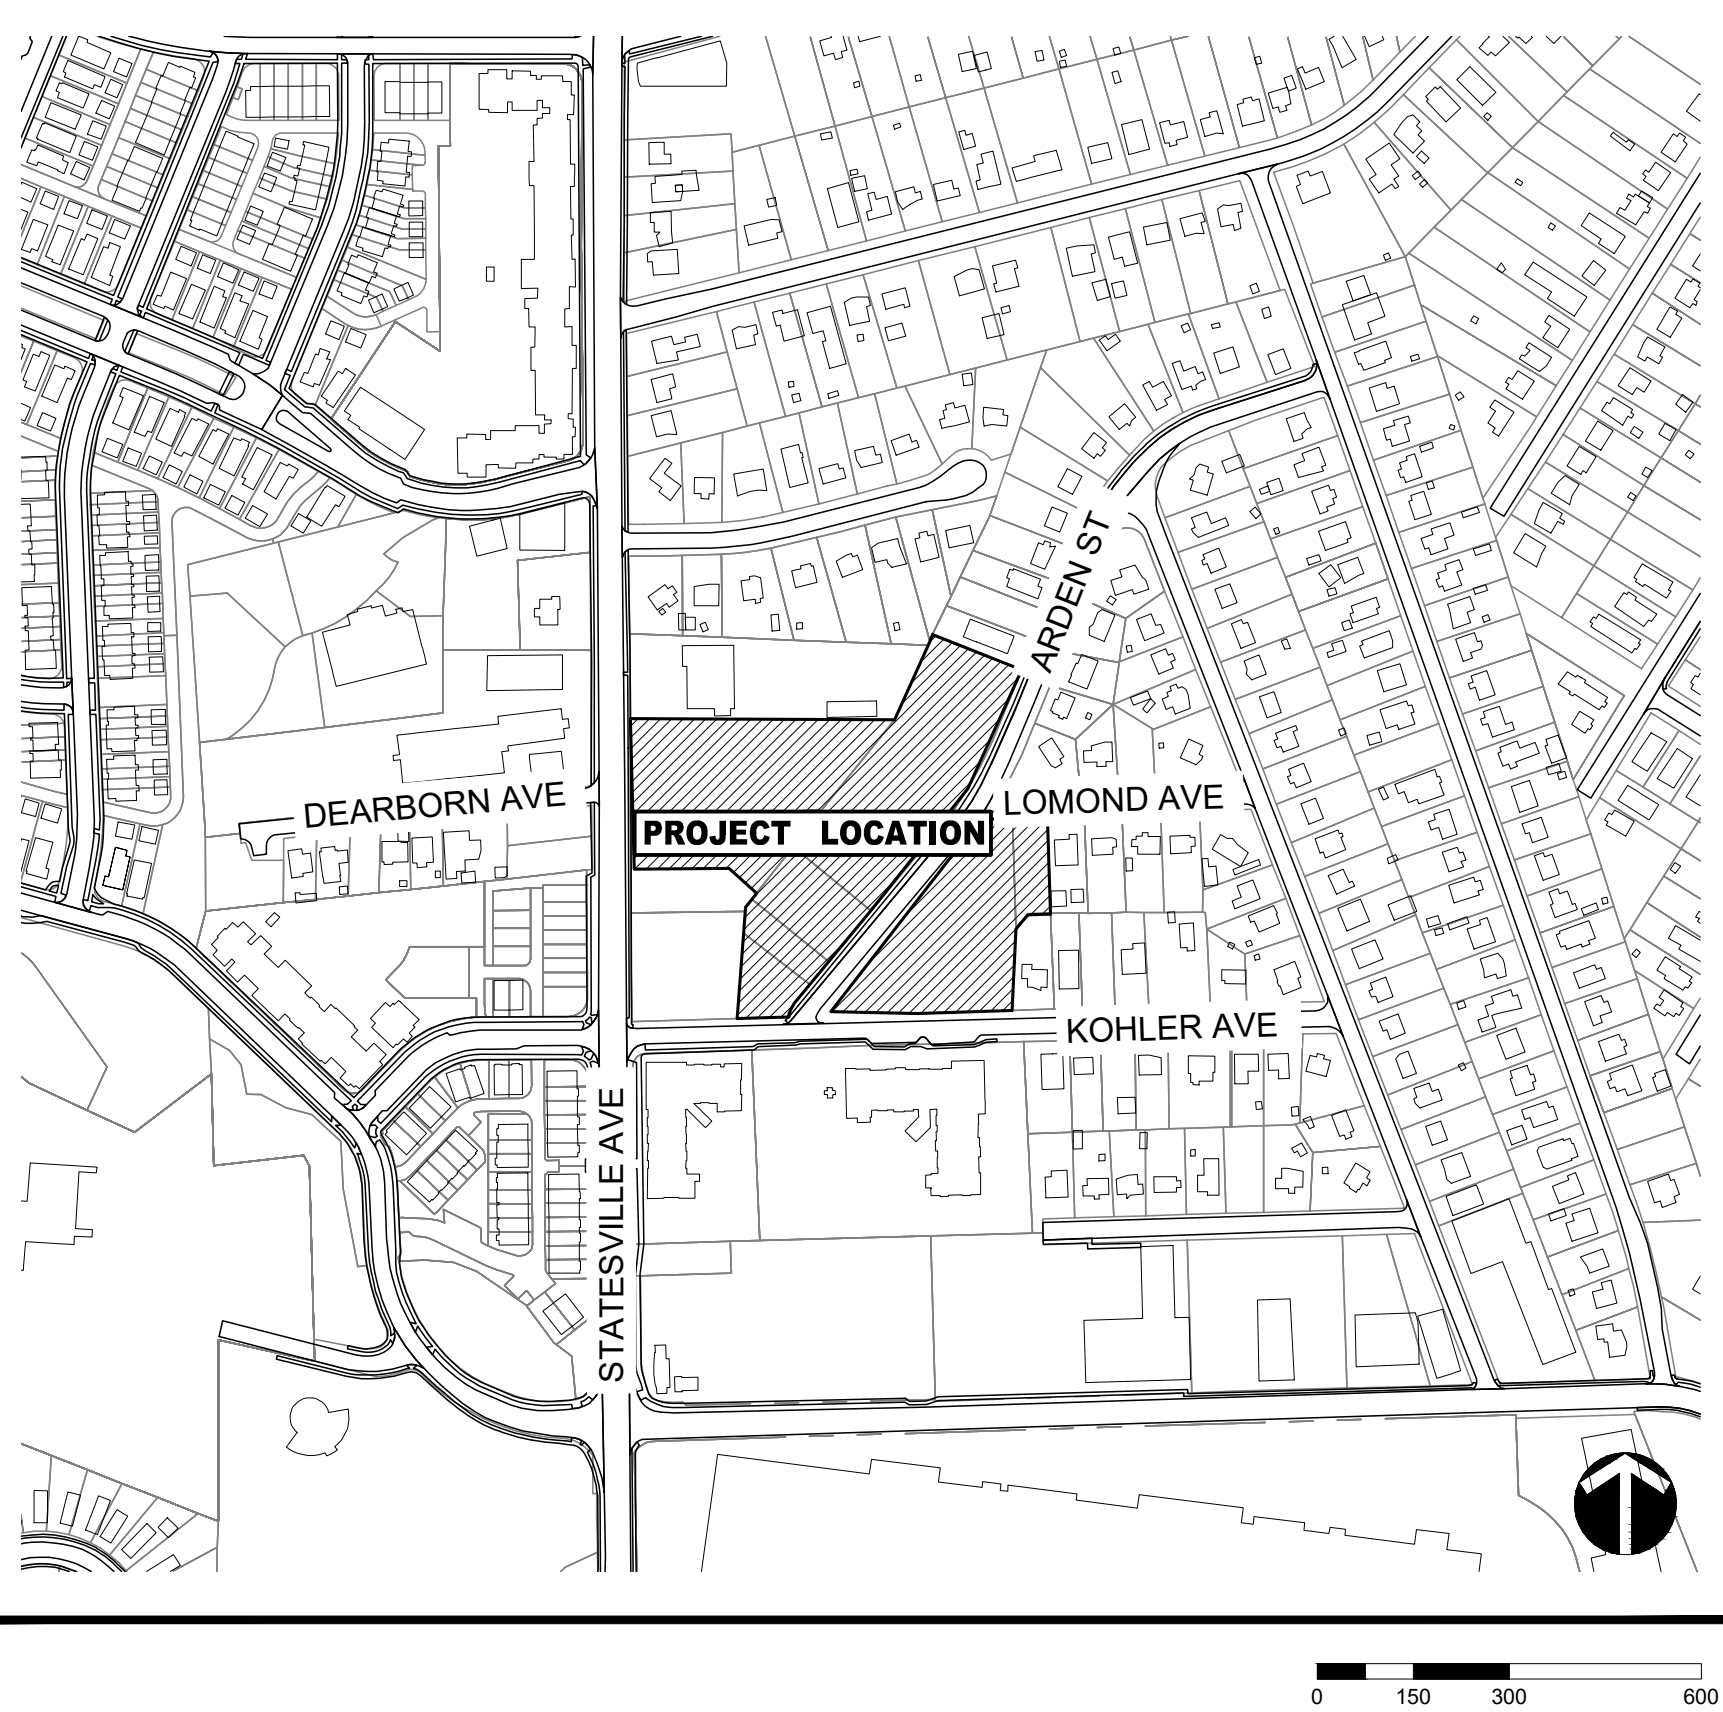 ARDEN ST
DEARBORN AVE
LOMOND AVE
PROJECT LOCATION
KOHLER AVE
STATESVILLE AVE
0 150 300 600